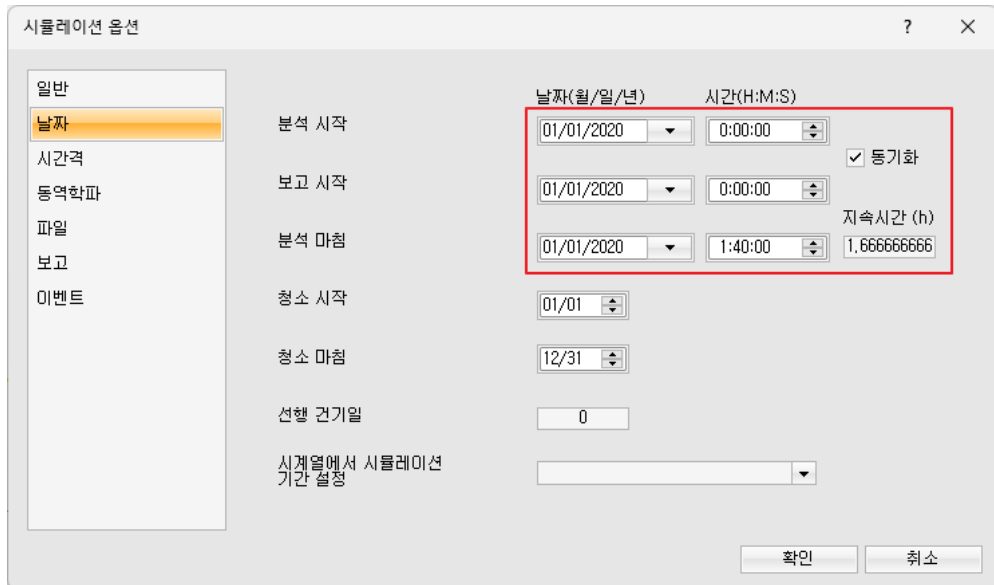 시뮬레이션 옵션 ?
일반
날짜
시간격
동역학파
파일
보고
이벤트
날짜(월/일/년) 시간(H:M:S)
분석 시작 01/01/2020 0:00:00
동기화
보고 시작 01/01/2020 0:00:00
지속시간 (h)
분석 마침 01/01/2020 1:40:00 1,666666666
청소 시작 01/01
청소 마침 12/31
선행 건기일 0
시계열에서 시뮬레이션
기간 설정
확인 취소